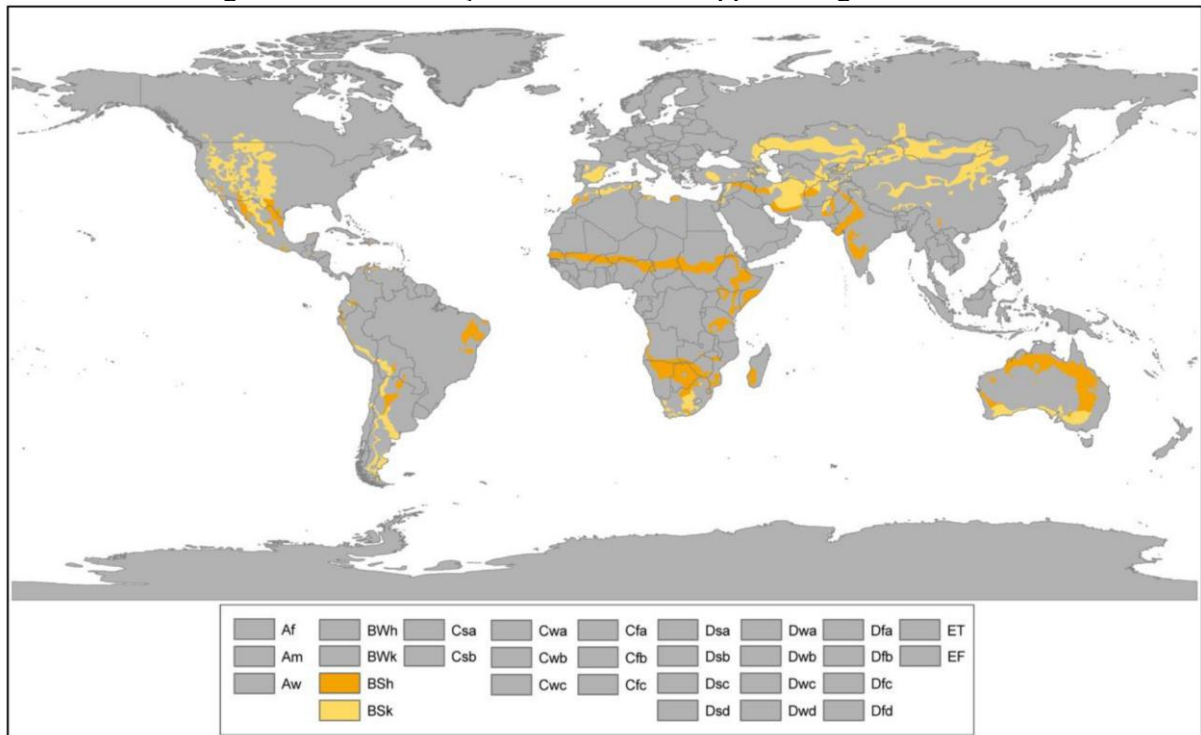 Af BWh Csa Cwa Cfa Dsa Dwa Dfa ET
Am BWk Csb Cwb Cfb Dsb Dwb Dfb EF
Aw BSh Cwc Cfc Dsc Dwc Dfc
BSk Dsd Dwd Dfd